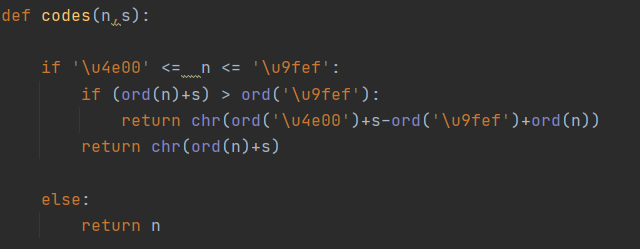 def codes(n,s):
if '\u4e00' <=  n <= '\u9fef':
if (ord(n)+s) > ord('\u9fef'):
return chr(ord('\u4e00')+s-ord('\u9fef')+ord(n))
return chr(ord(n)+s)
else:
return n